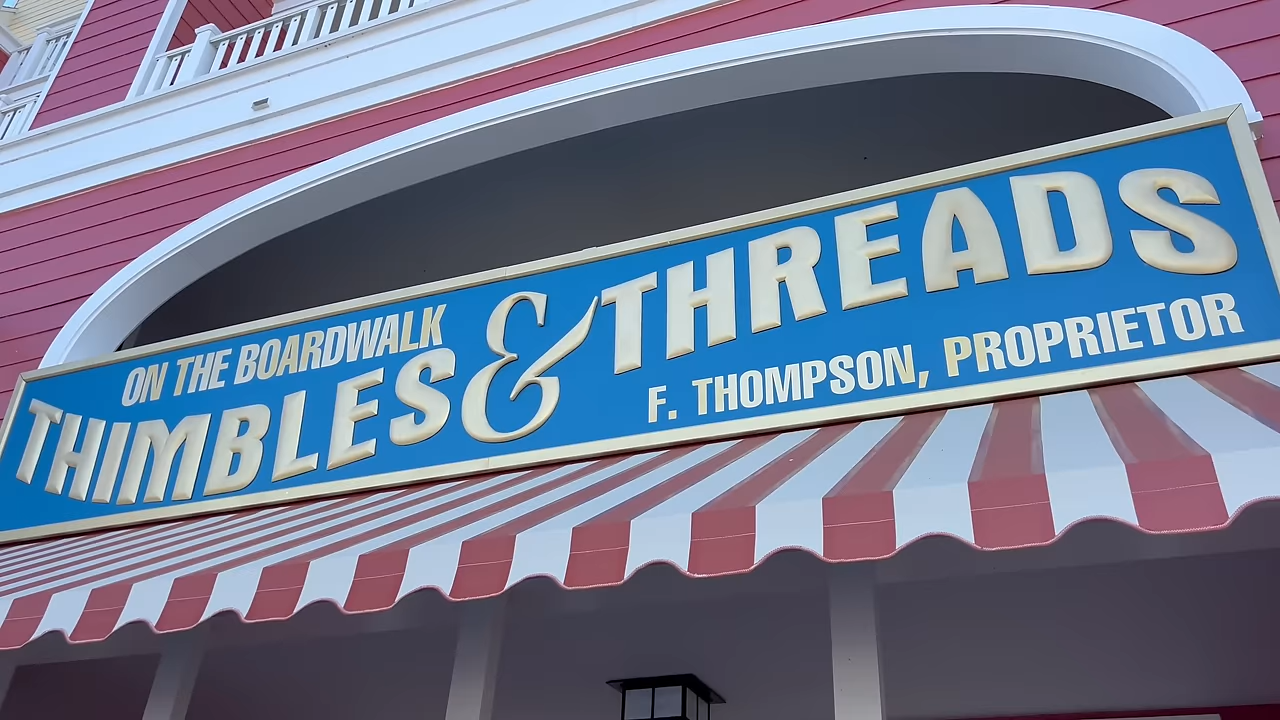 ON THE BOARDWALK
THIMBLES & THREADS
F. THOMPSON, PROPRIETOR